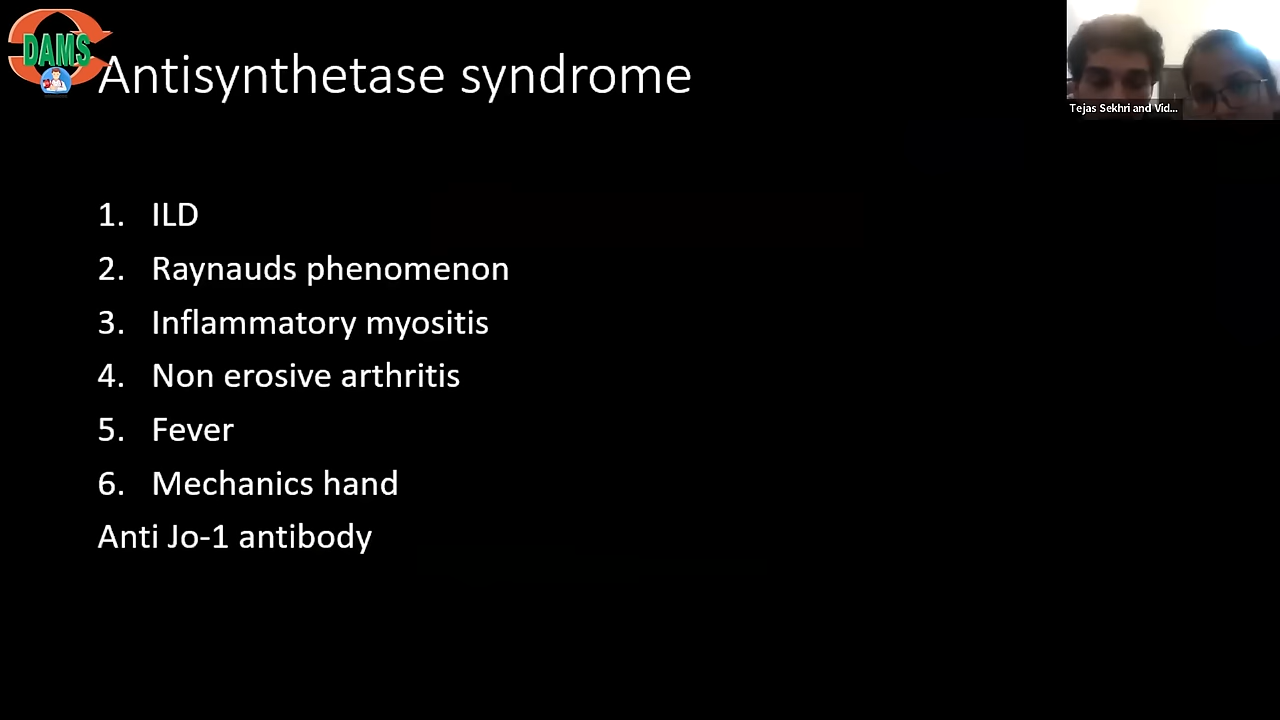 DAMS
Antisynthetase syndrome
Tejas Sekhri and Vid...
1. ILD
2. Raynauds phenomenon
3. Inflammatory myositis
4. Non erosive arthritis
5. Fever
6. Mechanics hand
Anti Jo-1 antibody